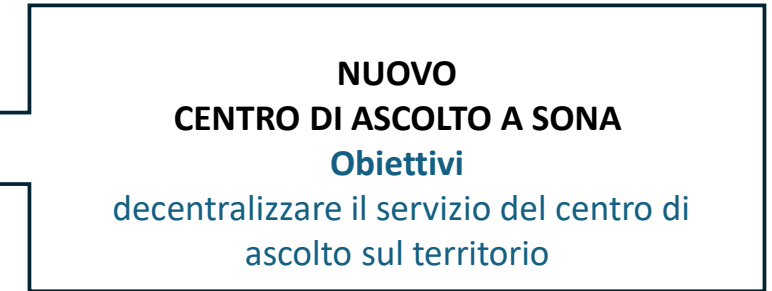 NUOVO
CENTRO DI ASCOLTO A SONA
Obiettivi
decentralizzare il servizio del centro di
ascolto sul territorio